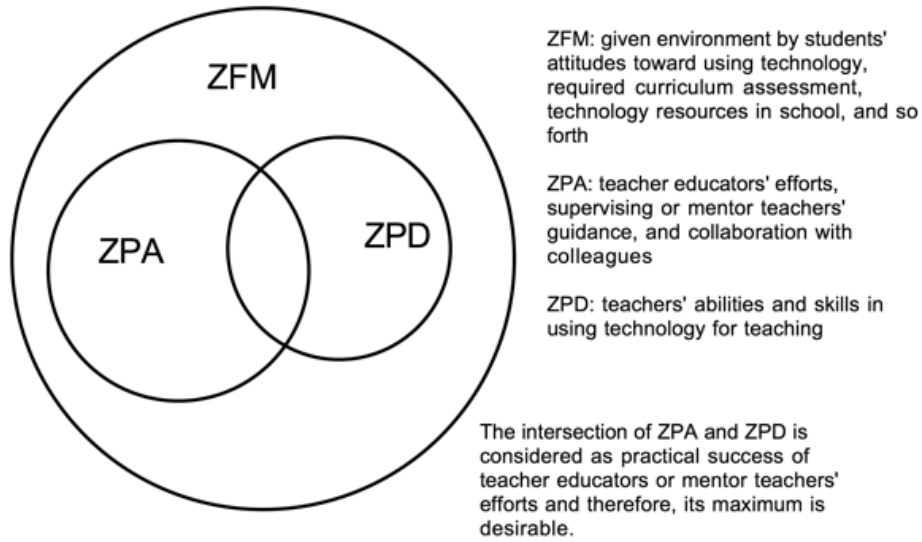 ZFM
ZPA
ZPD
ZFM: given environment by students'
attitudes toward using technology,
required curriculum assessment,
technology resources in school, and so
forth
ZPA: teacher educators' efforts,
supervising or mentor teachers'
guidance, and collaboration with
colleagues
ZPD: teachers' abilities and skills in
using technology for teaching
The intersection of ZPA and ZPD is
considered as practical success of
teacher educators or mentor teachers'
efforts and therefore, its maximum is
desirable.